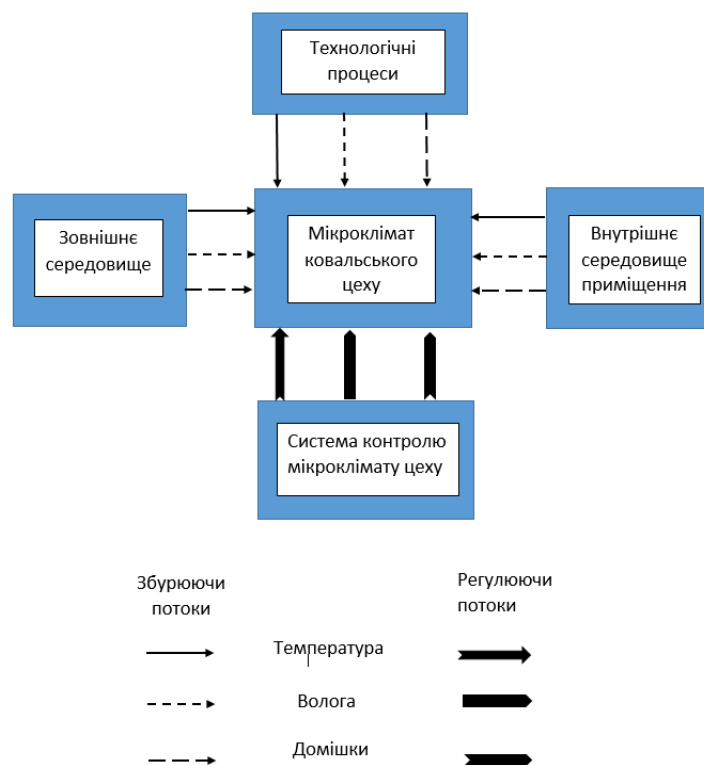 Технологічні
процеси
Зовнішнє
середовище
Мікроклімат
ковальського
цеху
Внутрішнє
середовище
приміщення
Система контролю
мікроклімату цеху
Збурюючи
потоки
Регулюючи
потоки
Температура
Волога
Домішки